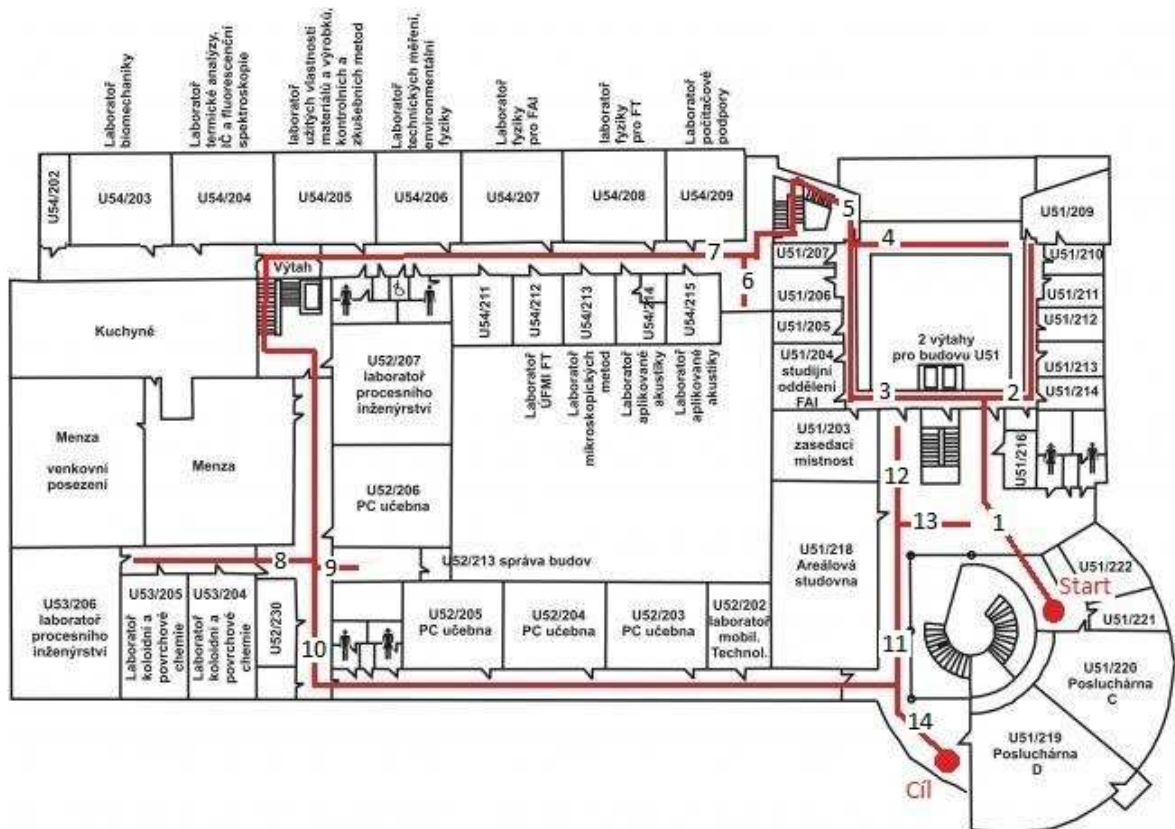 Laboratoř
biomechaniky
Laboratoř
termické analýzy,
IČ a fluorescenční
spektroskopie
laboratoř
užitých vlastností
materiálů a výrobků,
kontrolních a
zkušebních metod
Laboratoř
technických měření,
environmentální
fyziky
Laboratoř
fyziky
pro FAI
laboratoř
fyziky
pro FT
Laboratoř
počítačové
podpory
U54/202
U54/203
U54/204
U54/205
U54/206
U54/207
U54/208
U54/209
5
U51/209
4
7
U51/207
U51/210
Výtah
6
U51/206
U51/211
U54/211
U54/212
U54/213
U54/214
U54/215
U51/205
U51/212
Kuchyně
2 výtahy
pro budovu U51
U52/207
laboratoř
procesního
inženýrství
Laboratoř
ÚFMI FT
Laboratoř
mikroskopických
metod
Laboratoř
aplikované
akustiky
Laboratoř
aplikované
akustiky
U51/204
studijní
oddělení
FAI
U51/213
3
2
U51/214
Menza
venkovní
posezení
Menza
U51/203
zasedací
místnost
U51/216
12
U52/206
PC učebna
13
1
8
9
U52/213 správa budov
U51/218
Areálová
studovna
U51/222
Start
U53/206
laboratoř
procesního
inženýrství
U53/205
Laboratoř
koloidní a
povrchové
chemie
U53/204
Laboratoř
koloidní a
povrchové
chemie
U52/230
U52/205
PC učebna
U52/204
PC učebna
U52/203
PC učebna
U52/202
laboratoř
mobil.
Technol.
U51/221
10
11
U51/220
Posluchárna
C
14
U51/219
Posluchárna
D
Cíl